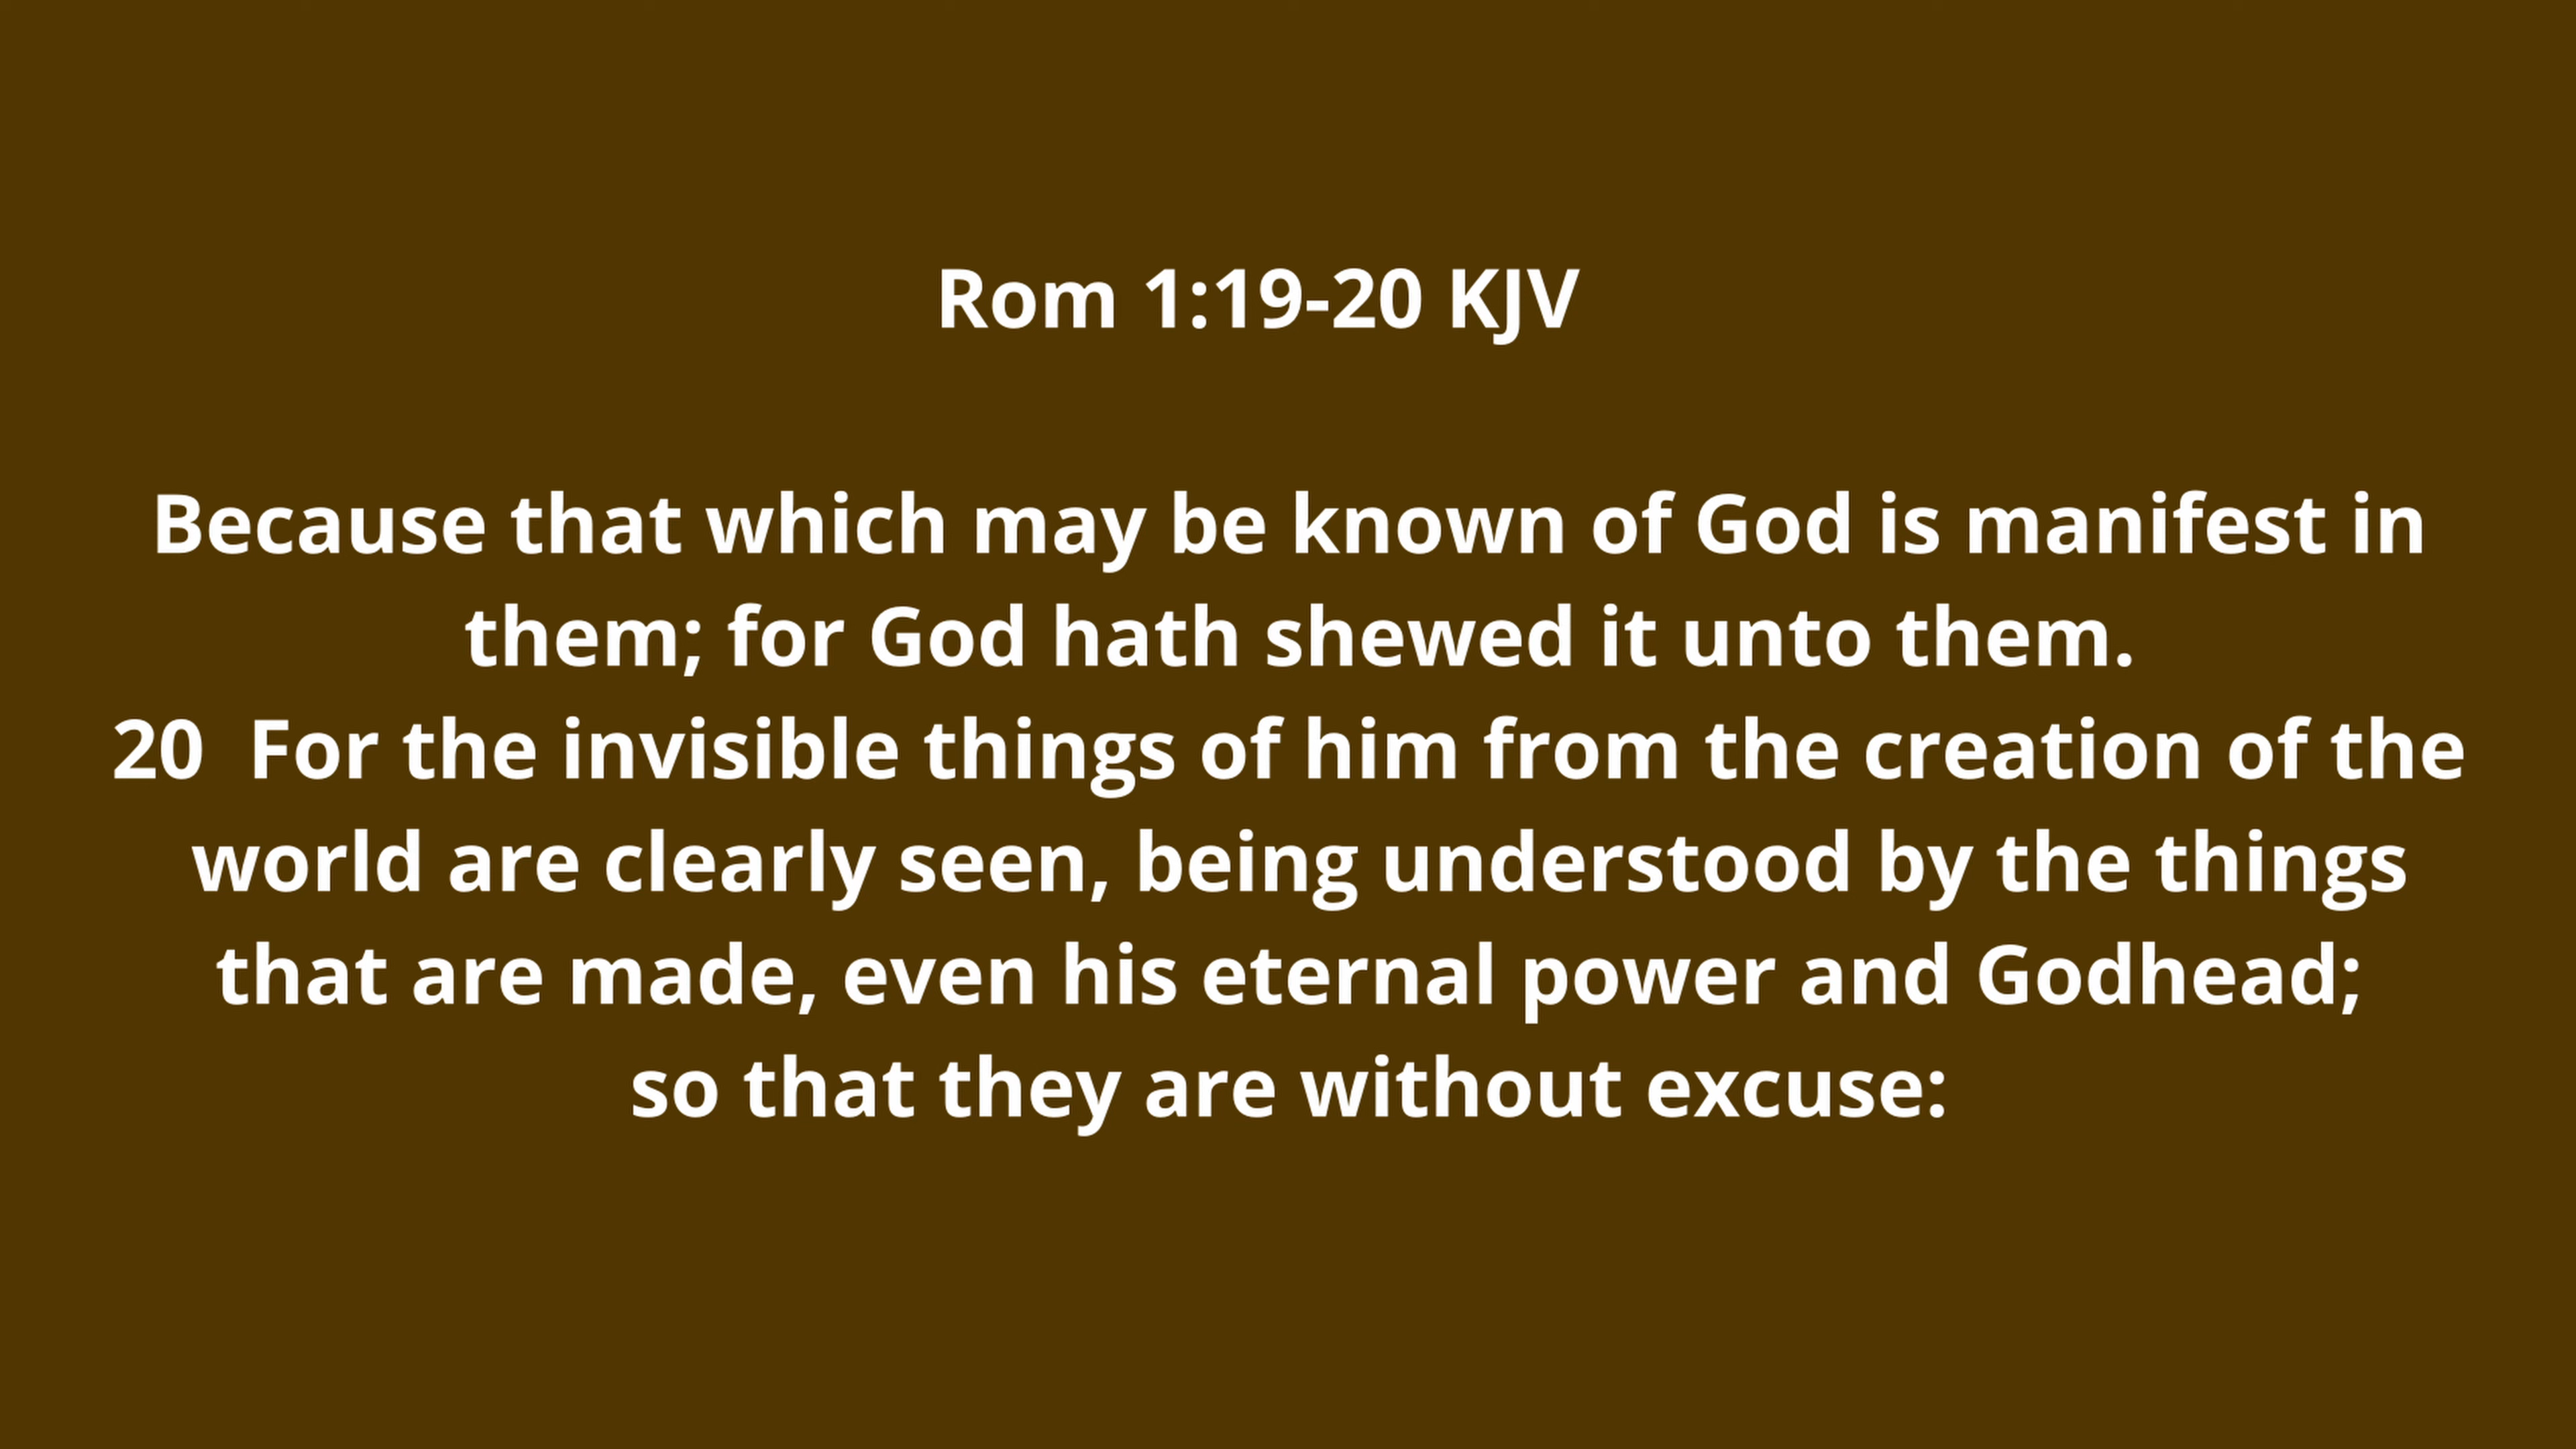 Rom 1:19-20 KJV
Because that which may be known of God is manifest in
them; for God hath shewed it unto them.
20  For the invisible things of him from the creation of the
world are clearly seen, being understood by the things
that are made, even his eternal power and Godhead;
so that they are without excuse: